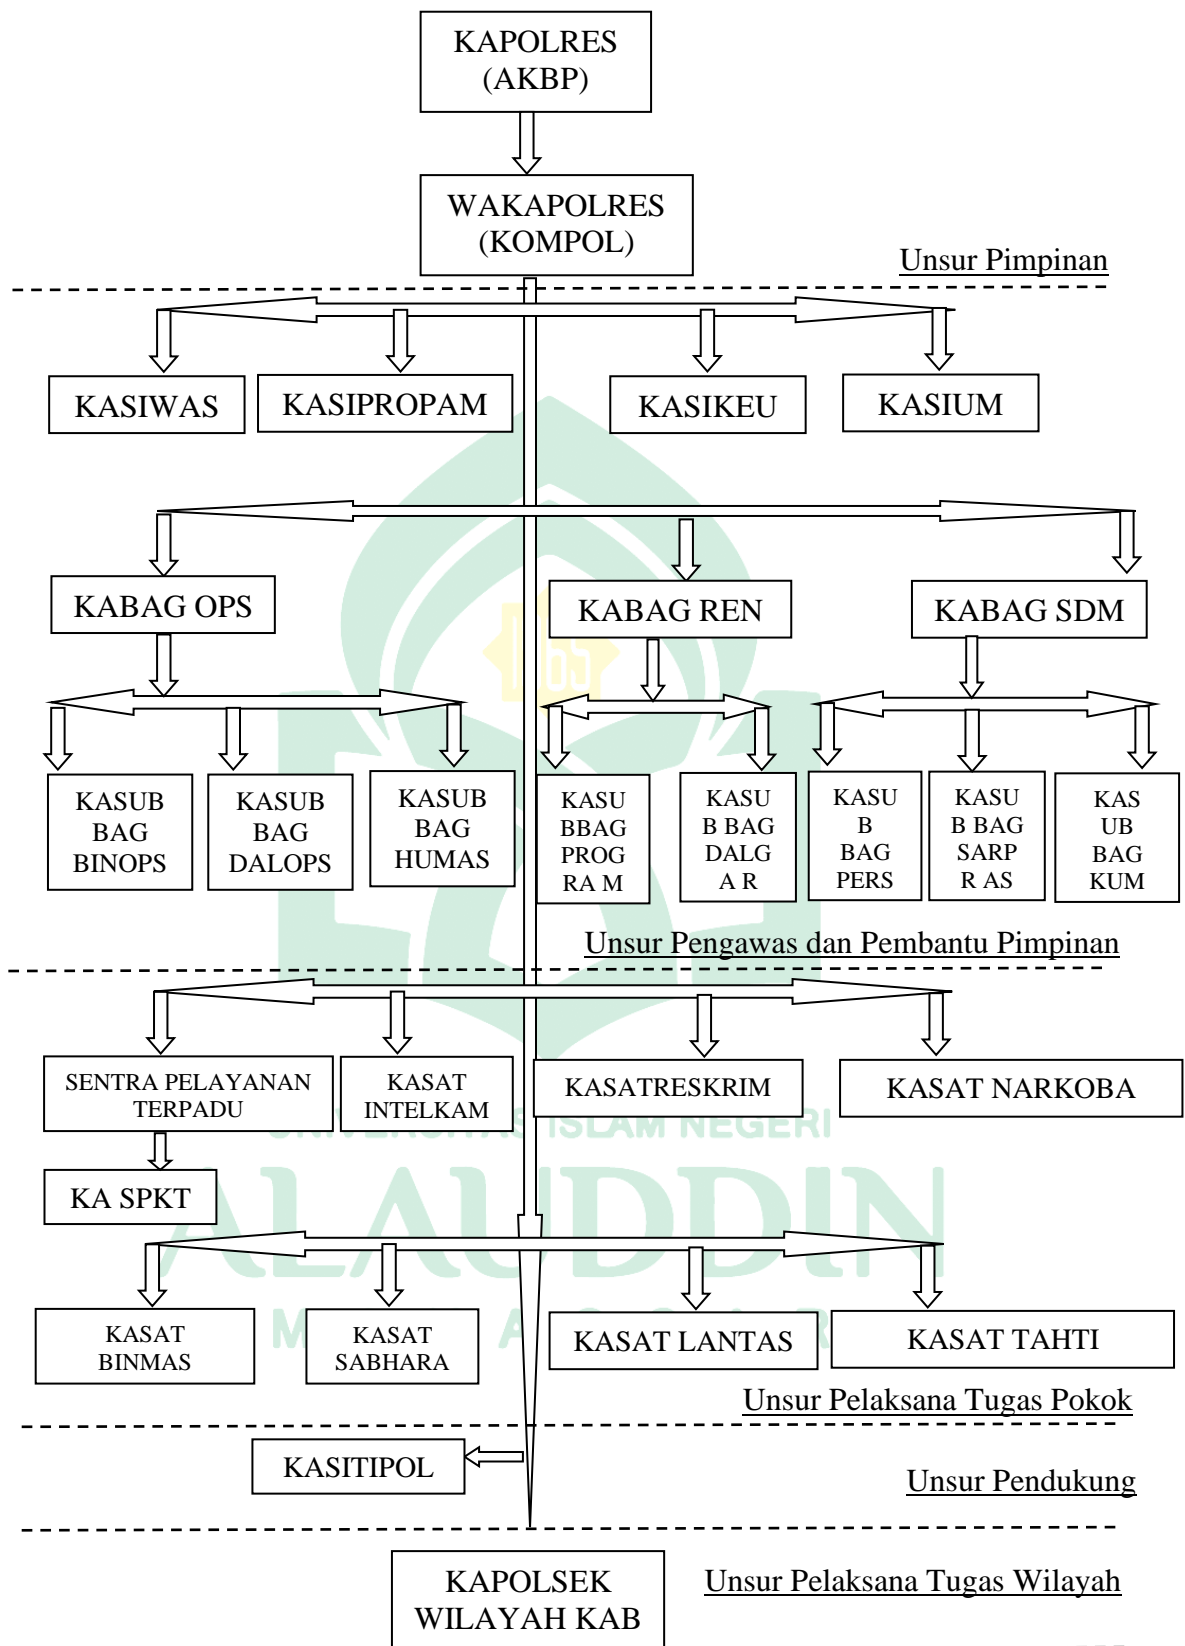 KAPOLRES
(AKBP)
WAKAPOLRES
(KOMPOL)
Unsur Pimpinan
KASIWAS
KASIPROPAM
KASIKEU
KASIUM
KABAG OPS
KABAG REN
KABAG SDM
KASUB
BAG
BINOPS
KASUB
BAG
DALOPS
KASUB
BAG
HUMAS
KASU
BBAG
PROG
RA M
KASU
B BAG
DALG
A R
KASU
B
BAG
PERS
KASU
B BAG
SARP
R AS
KAS
UB
BAG
KUM
Unsur Pengawas dan Pembantu Pimpinan
SENTRA PELAYANAN
TERPADU
KASAT
INTELKAM
KASATRESKRIM
KASAT NARKOBA
UNIVERSITAS ISLAM NEGERI
KA SPKT
ALAUDDIN
KASAT
BINMAS
KASAT
SABHARA
KASAT LANTAS
KASAT TAHTI
Unsur Pelaksana Tugas Pokok
KASITIPOL
Unsur Pendukung
KAPOLSEK
WILAYAH KAB
Unsur Pelaksana Tugas Wilayah